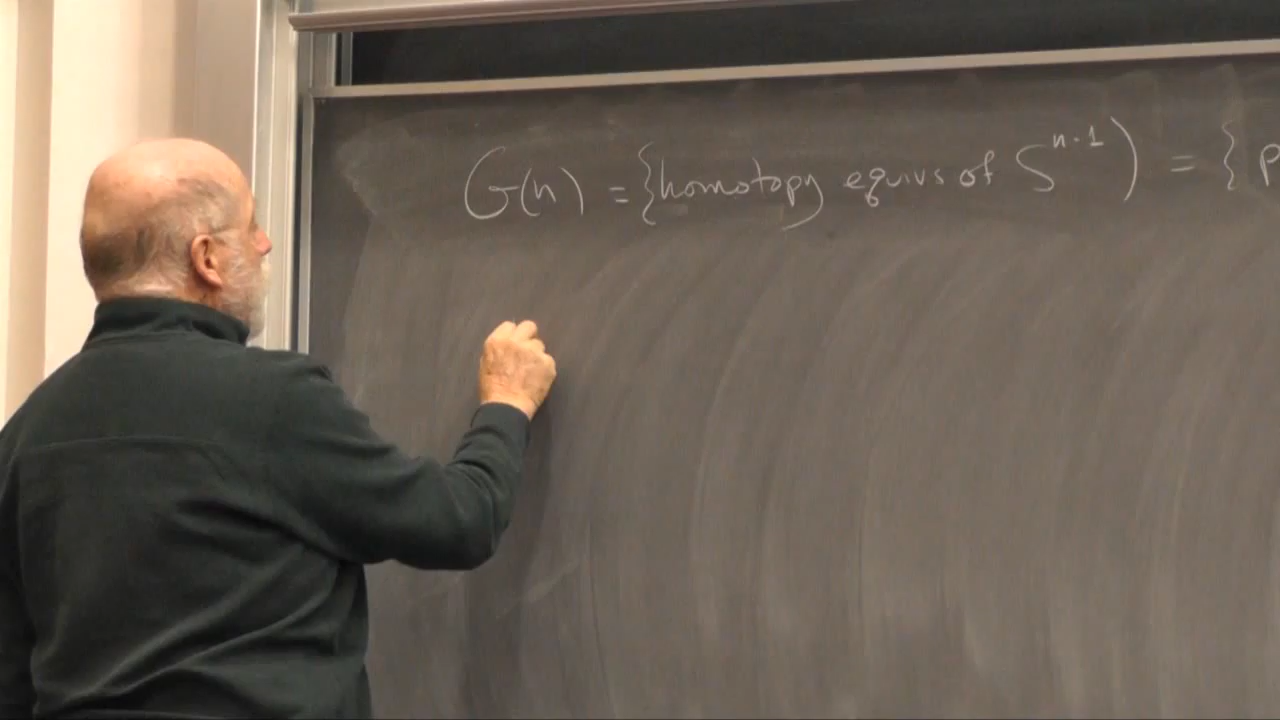 G(n) = {homotopy equivs of S^{n-1}) = { p